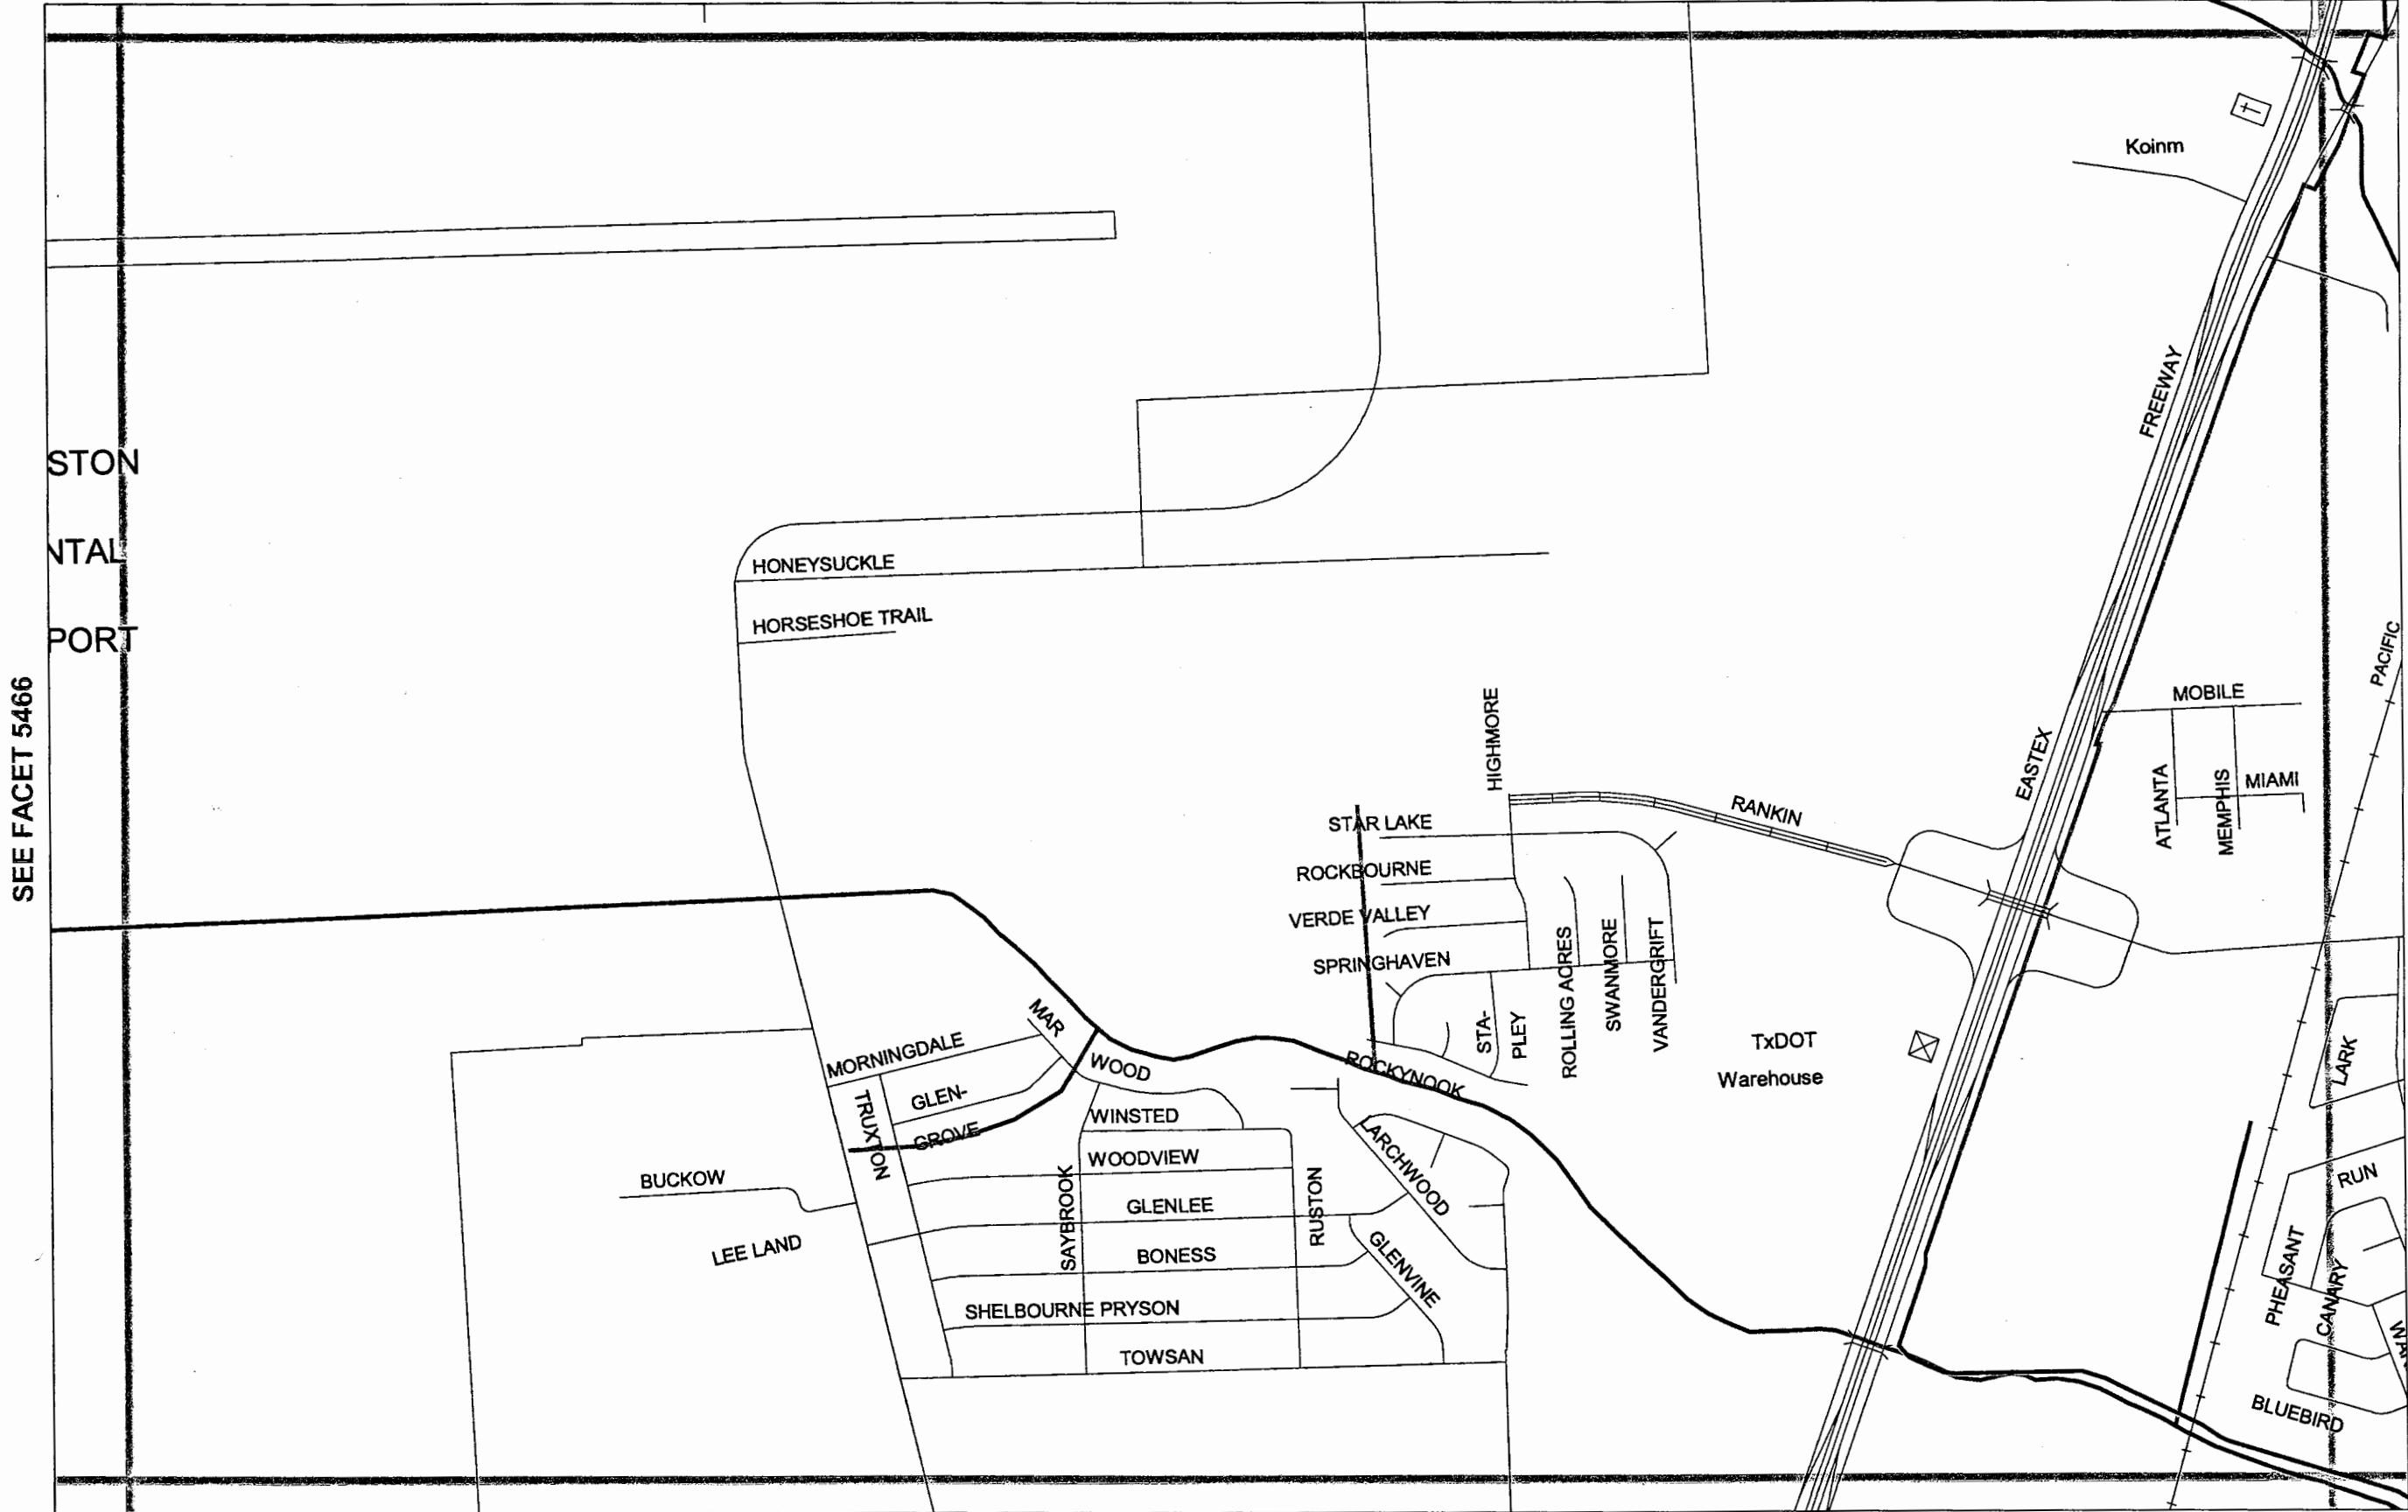 Koinm
FREEWAY
STON
NTAL
PORT
SEE FACET 5466
HONEYSUCKLE
HORSESHOE TRAIL
PACIFIC
MOBILE
HIGHMORE
EASTEX
ATLANTA
MEMPHIS
MIAMI
RANKIN
STAR LAKE
ROCKBOURNE
VERDE VALLEY
SPRINGHAVEN
ROLLING ACRES
SWANMORE
VANDERGRIFT
STA-
PLEY
TxDOT
Warehouse
MAR
WOOD
MORNINGDALE
ROCKYNOOK
LARK
GLEN-
GROVE
TRUXTON
WINSTED
WOODVIEW
LARCHWOOD
BUCKOW
SAYBROOK
GLENLEE
RUSTON
LEE LAND
BONESS
GLENVINE
SHELBOURNE PRYSON
TOWSAN
RUN
PHEASANT
CANARY
BLUEBIRD